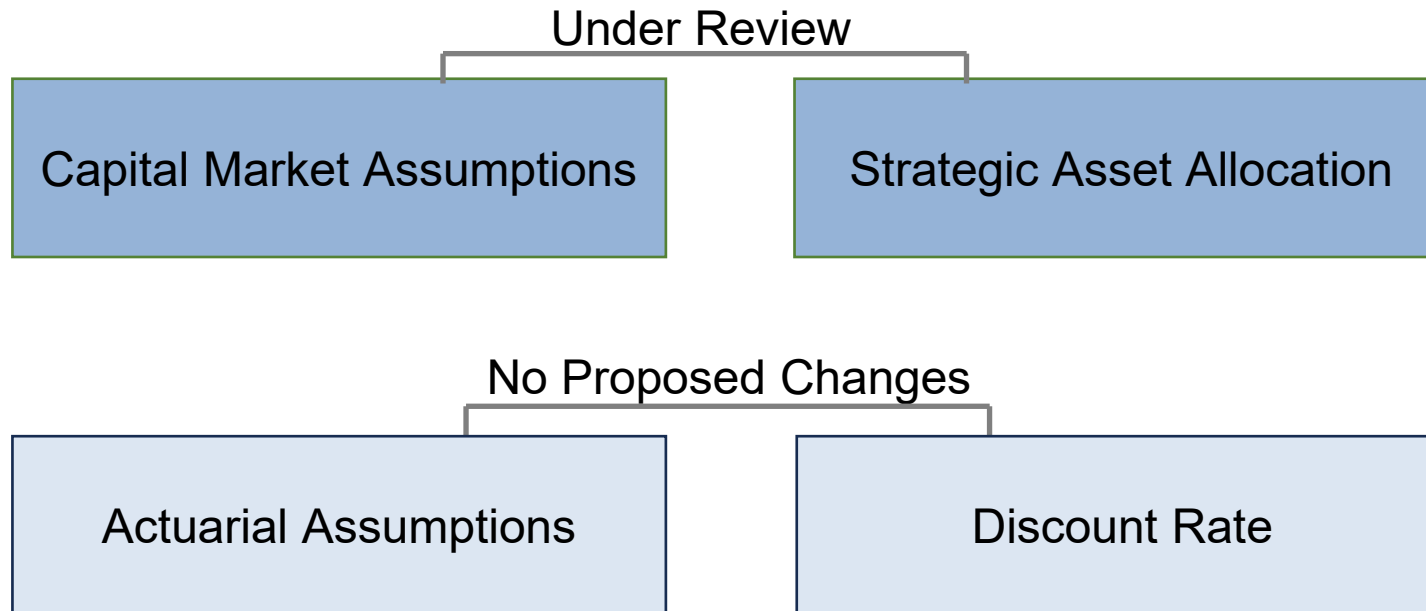 Under Review
Capital Market Assumptions
Strategic Asset Allocation
No Proposed Changes
Actuarial Assumptions
Discount Rate